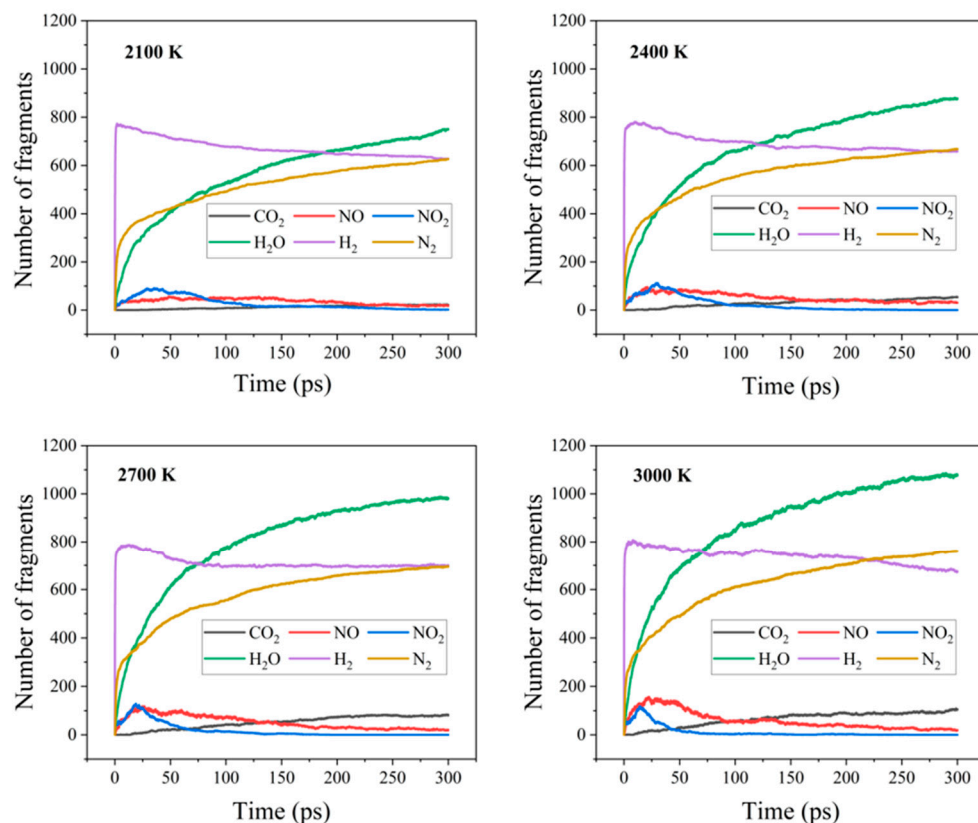 2100 K
Number of fragments
1200
1000
800
600
400
200
0
CO₂ NO NO₂
H₂O H₂ N₂
0 50 100 150 200 250 300
Time (ps)
2400 K
Number of fragments
1200
1000
800
600
400
200
0
CO₂ NO NO₂
H₂O H₂ N₂
0 50 100 150 200 250 300
Time (ps)
2700 K
Number of fragments
1200
1000
800
600
400
200
0
CO₂ NO NO₂
H₂O H₂ N₂
0 50 100 150 200 250 300
Time (ps)
3000 K
Number of fragments
1200
1000
800
600
400
200
0
CO₂ NO NO₂
H₂O H₂ N₂
0 50 100 150 200 250 300
Time (ps)